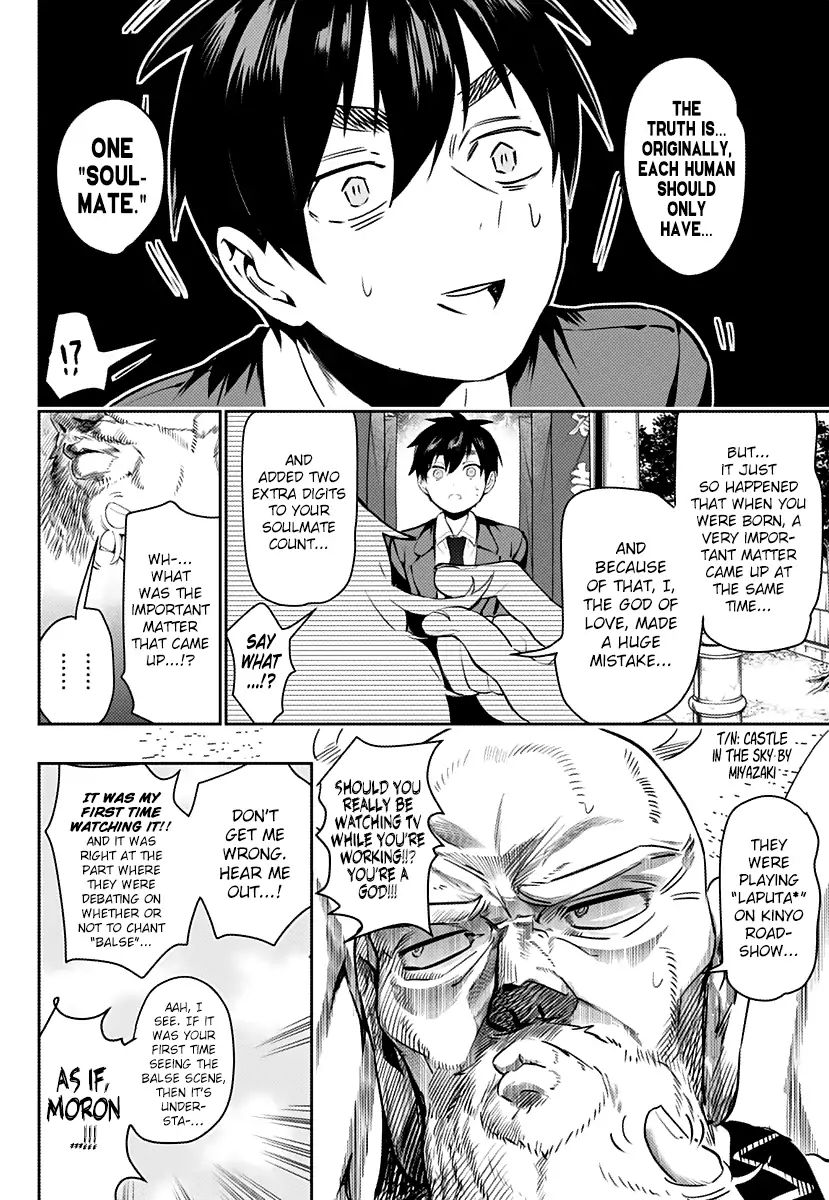 THE
TRUTH IS...
ORIGINALLY,
EACH HUMAN
SHOULD
ONLY
HAVE...
ONE
"SOUL-
MATE."
!?
BUT...
IT JUST
SO HAPPENED
THAT WHEN YOU
WERE BORN, A
VERY IMPOR-
TANT MATTER
CAME UP AT
THE SAME
TIME...
AND
BECAUSE
OF THAT, I,
THE GOD OF
LOVE, MADE
A HUGE
MISTAKE...
AND
ADDED TWO
EXTRA DIGITS
TO YOUR
SOULMATE
COUNT...
SAY
WHAT
...!?
WH-...
WHAT
WAS THE
IMPORTANT
MATTER
THAT CAME
UP...!?
......
T/N: CASTLE
IN THE SKY BY
MIYAZAKI
THEY
WERE
PLAYING
"LAPUTA*"
ON KINYO
ROAD-
SHOW...
SHOULD YOU
REALLY BE
WATCHING TV
WHILE YOU'RE
WORKING!!?
YOU'RE A
GOD!!!
DON'T
GET ME
WRONG.
HEAR ME
OUT...!
IT WAS MY
FIRST TIME
WATCHING IT!!
AND IT WAS
RIGHT AT THE
PART WHERE
THEY WERE
DEBATING ON
WHETHER OR
NOT TO CHANT
"BALSE"...
AAH, I
SEE. IF IT
WAS YOUR
FIRST TIME
SEEING THE
BALSE SCENE,
THEN IT'S
UNDER-
STA-...
AS IF,
MORON
...!!!